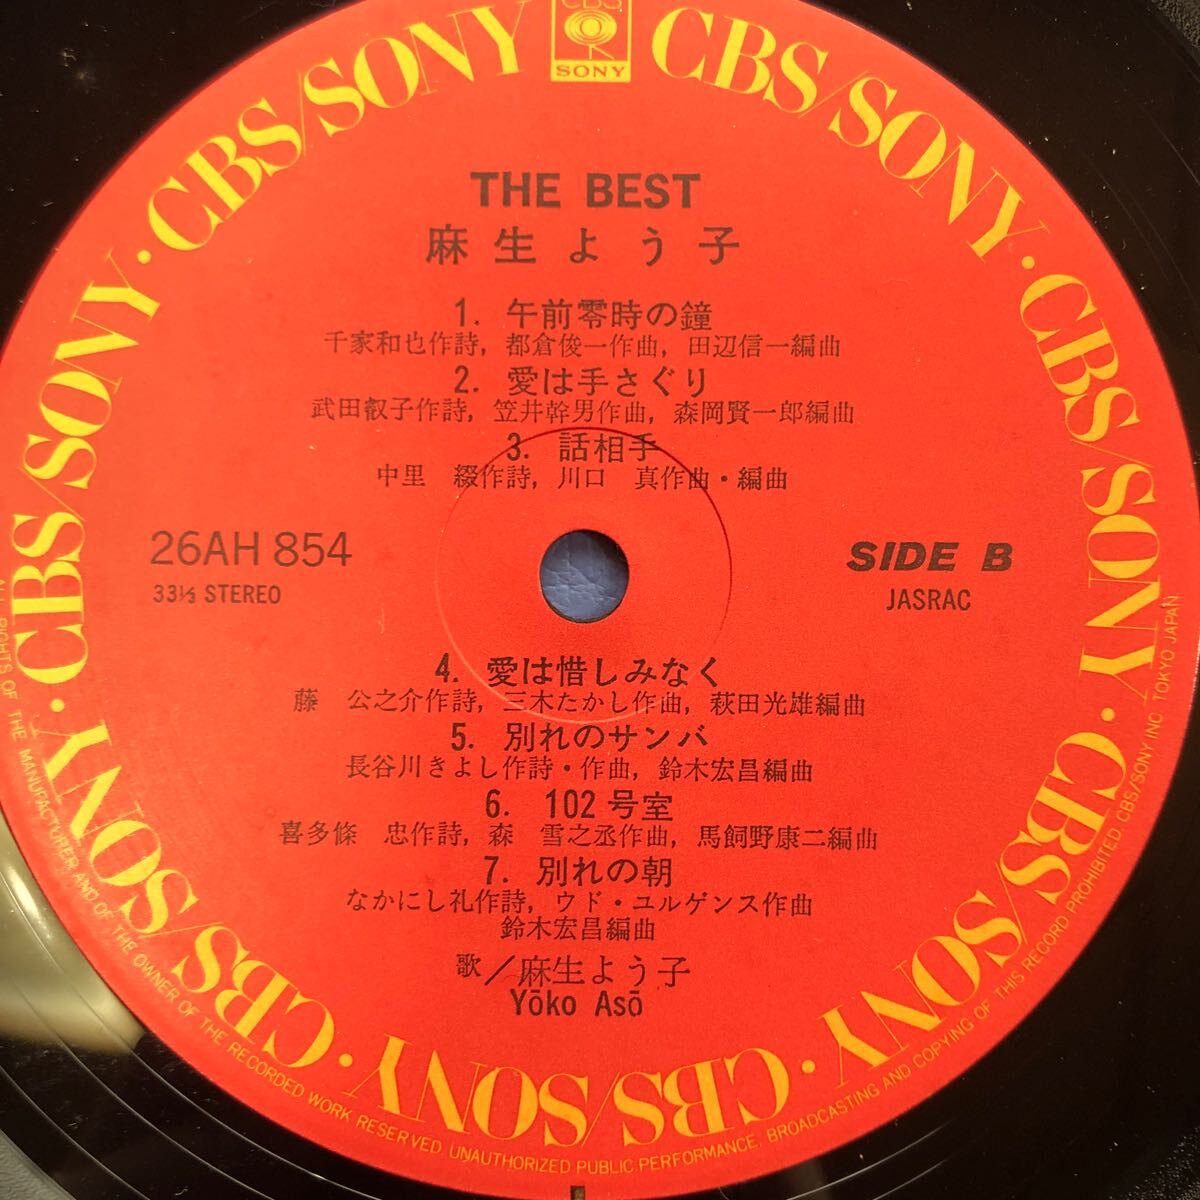 CBS
SONY
CBS/SONY · CBS/SONY · CBS/SONY · CBS/SONY · CBS/SONY · CBS/SONY · CBS/SONY · CBS/SONY
THE BEST
麻生よう子
1. 午前零時の鐘
千家和也作詩, 都倉俊一作曲, 田辺信一編曲
2. 愛は手さぐり
武田叡子作詩, 笠井幹男作曲, 森岡賢一郎編曲
3. 話相手
中里 綴作詩, 川口 真作曲・編曲
26AH 854
33⅓ STEREO
SIDE B
JASRAC
4. 愛は惜しみなく
藤 公之介作詩, 三木たかし作曲, 萩田光雄編曲
5. 別れのサンバ
長谷川きよし作詩・作曲, 鈴木宏昌編曲
6. 102号室
喜多條 忠作詩, 森 雪之丞作曲, 馬飼野康二編曲
7. 別れの朝
なかにし礼作詩, ウド・ユルゲンス作曲
鈴木宏昌編曲
歌/麻生よう子
Yōko Asō
ALL RIGHTS OF THE MANUFACTURER AND OF THE OWNER OF THE RECORDED WORK RESERVED. UNAUTHORIZED PUBLIC PERFORMANCE, BROADCASTING AND COPYING OF THIS RECORD PROHIBITED. CBS/SONY INC. TOKYO JAPAN